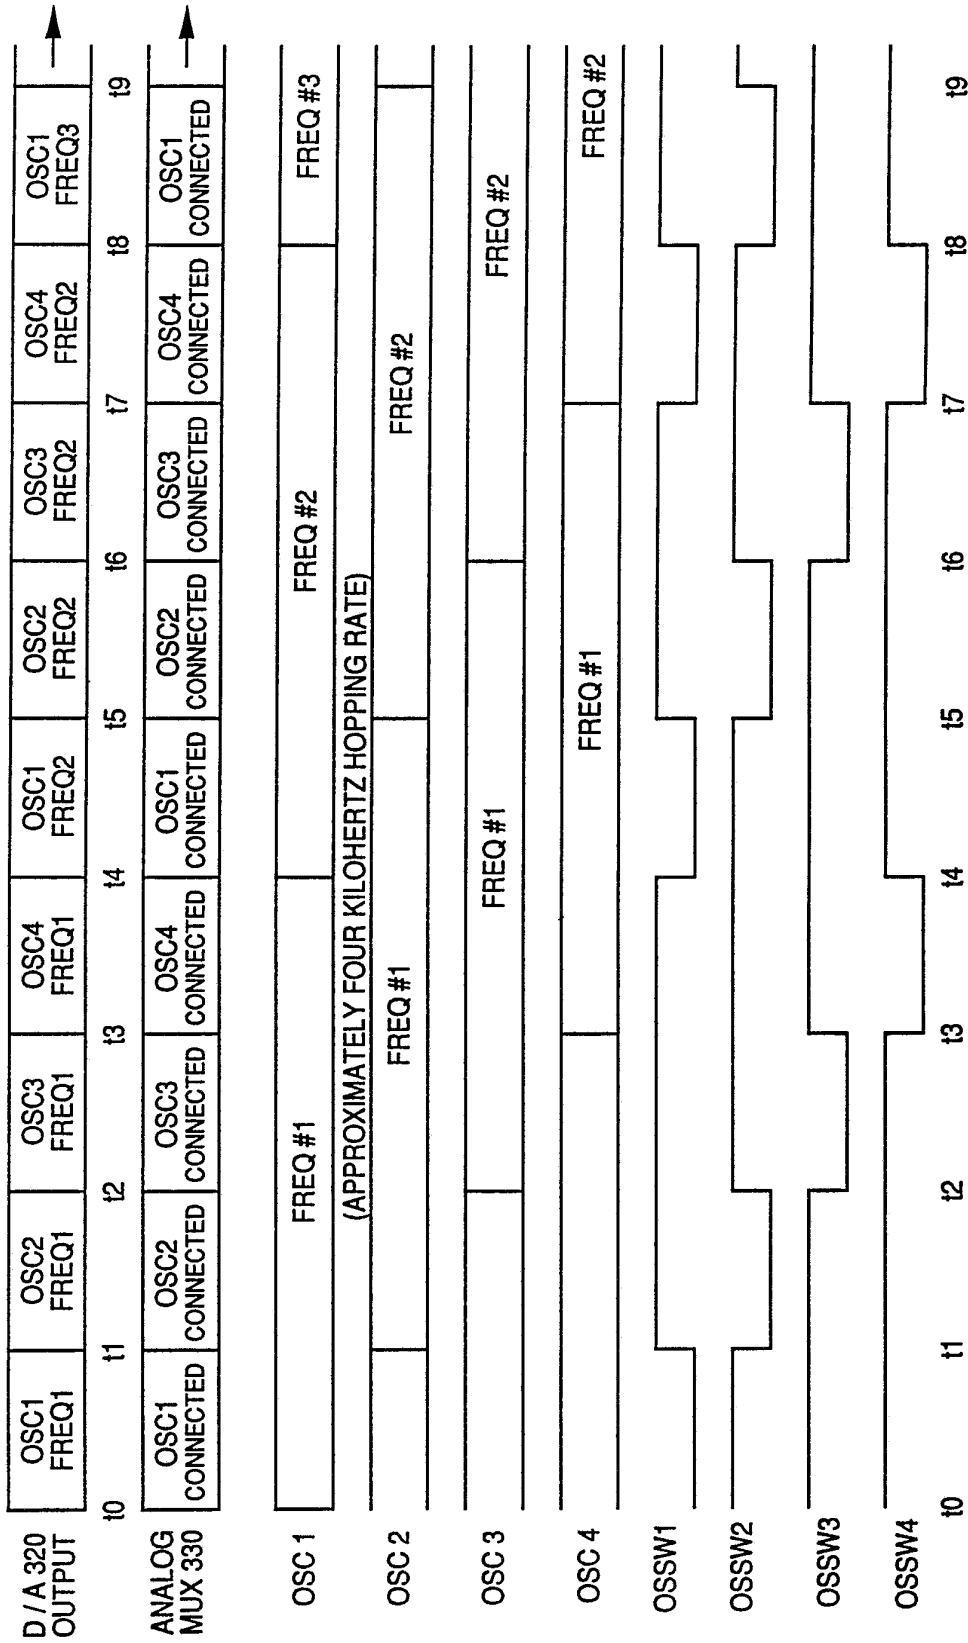 D / A 320
OUTPUT
OSC1
FREQ1
OSC2
FREQ1
OSC3
FREQ1
OSC4
FREQ1
OSC1
FREQ2
OSC2
FREQ2
OSC3
FREQ2
OSC4
FREQ2
OSC1
FREQ3
t0 t1 t2 t3 t4 t5 t6 t7 t8 t9
ANALOG
MUX 330
OSC1
CONNECTED
OSC2
CONNECTED
OSC3
CONNECTED
OSC4
CONNECTED
OSC1
CONNECTED
OSC2
CONNECTED
OSC3
CONNECTED
OSC4
CONNECTED
OSC1
CONNECTED
OSC 1 FREQ #1 FREQ #2 FREQ #3
(APPROXIMATELY FOUR KILOHERTZ HOPPING RATE)
OSC 2 FREQ #1 FREQ #2
OSC 3 FREQ #1 FREQ #2
OSC 4 FREQ #1 FREQ #2
OSSW1
OSSW2
OSSW3
OSSW4
t0 t1 t2 t3 t4 t5 t6 t7 t8 t9